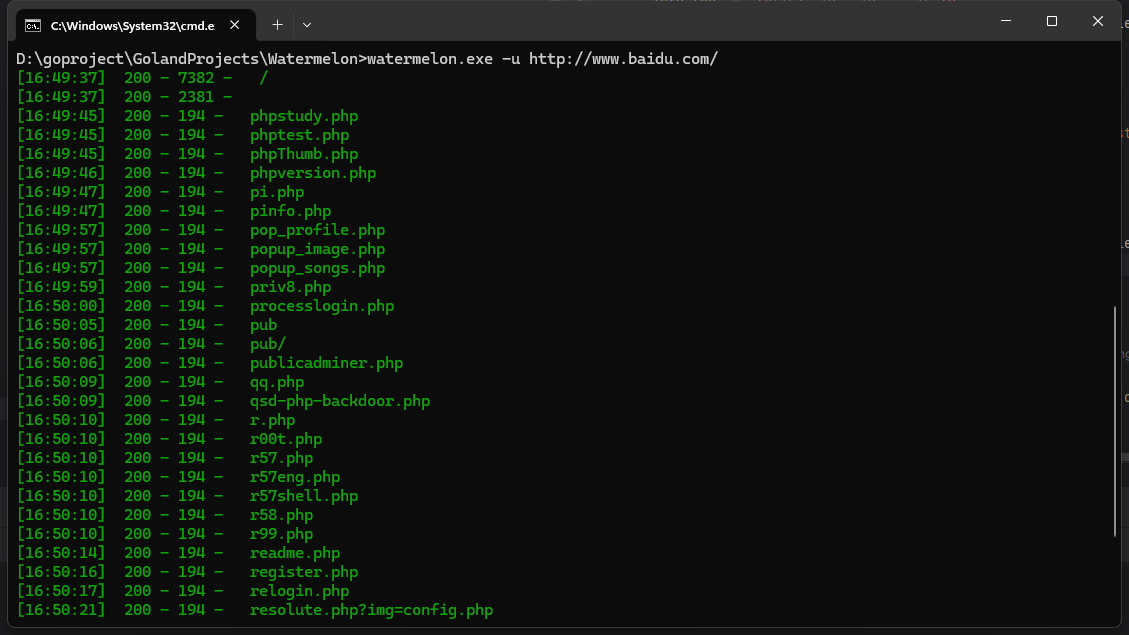 C:\Windows\System32\cmd.e
D:\goproject\GolandProjects\Watermelon>watermelon.exe -u http://www.baidu.com/
[16:49:37] 200 - 7382 - /
[16:49:37] 200 - 2381 -
[16:49:45] 200 - 194 - phpstudy.php
[16:49:45] 200 - 194 - phptest.php
[16:49:45] 200 - 194 - phpThumb.php
[16:49:46] 200 - 194 - phpversion.php
[16:49:47] 200 - 194 - pi.php
[16:49:47] 200 - 194 - pinfo.php
[16:49:57] 200 - 194 - pop_profile.php
[16:49:57] 200 - 194 - popup_image.php
[16:49:57] 200 - 194 - popup_songs.php
[16:49:59] 200 - 194 - priv8.php
[16:50:00] 200 - 194 - processlogin.php
[16:50:05] 200 - 194 - pub
[16:50:06] 200 - 194 - pub/
[16:50:06] 200 - 194 - publicadminer.php
[16:50:09] 200 - 194 - qq.php
[16:50:09] 200 - 194 - qsd-php-backdoor.php
[16:50:10] 200 - 194 - r.php
[16:50:10] 200 - 194 - r00t.php
[16:50:10] 200 - 194 - r57.php
[16:50:10] 200 - 194 - r57eng.php
[16:50:10] 200 - 194 - r57shell.php
[16:50:10] 200 - 194 - r58.php
[16:50:10] 200 - 194 - r99.php
[16:50:14] 200 - 194 - readme.php
[16:50:16] 200 - 194 - register.php
[16:50:17] 200 - 194 - relogin.php
[16:50:21] 200 - 194 - resolute.php?img=config.php